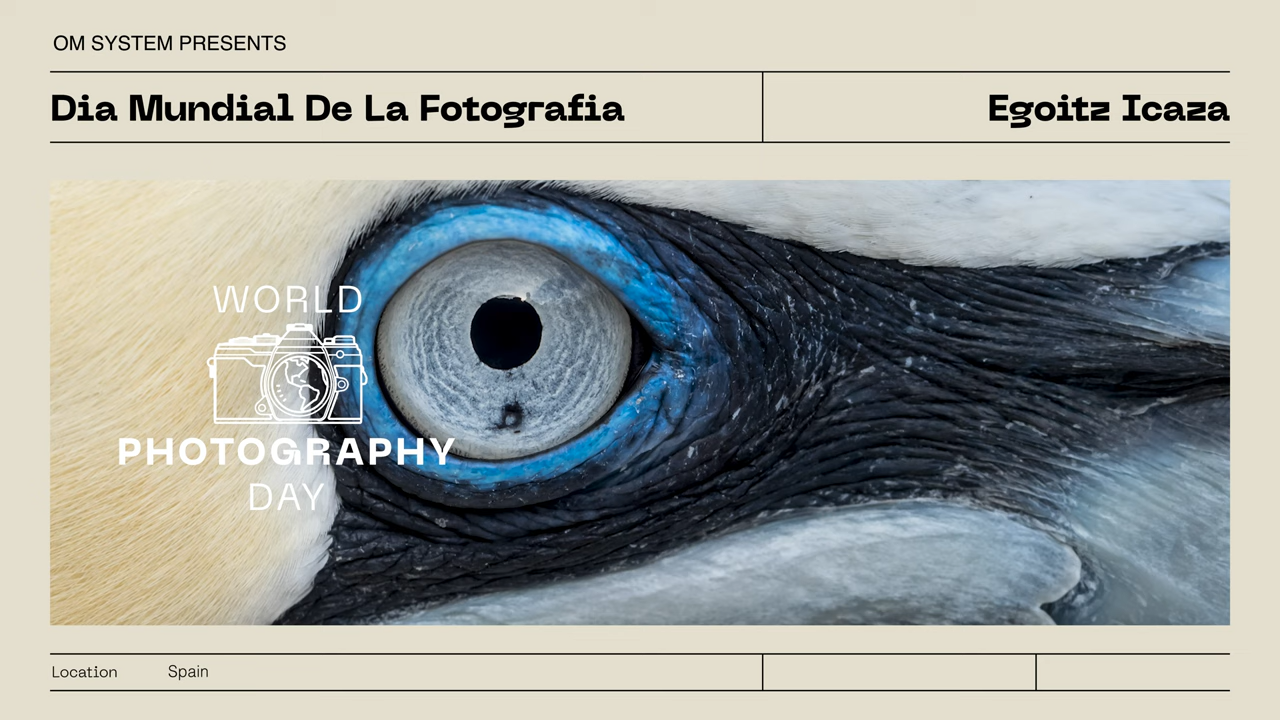 OM SYSTEM PRESENTS
Dia Mundial De La Fotografia
Egoitz Icaza
WORLD
PHOTOGRAPHY
DAY
Location Spain